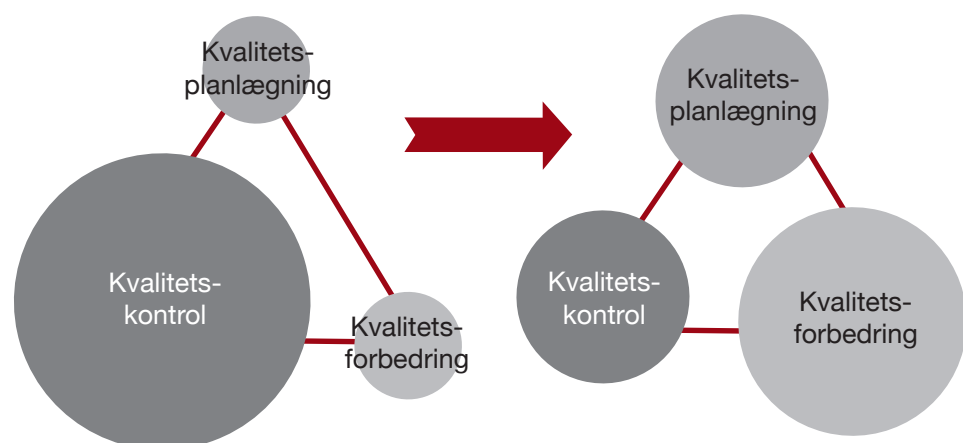 Kvalitets-
planlægning
Kvalitets-
kontrol
Kvalitets-
forbedring
Kvalitets-
planlægning
Kvalitets-
kontrol
Kvalitets-
forbedring